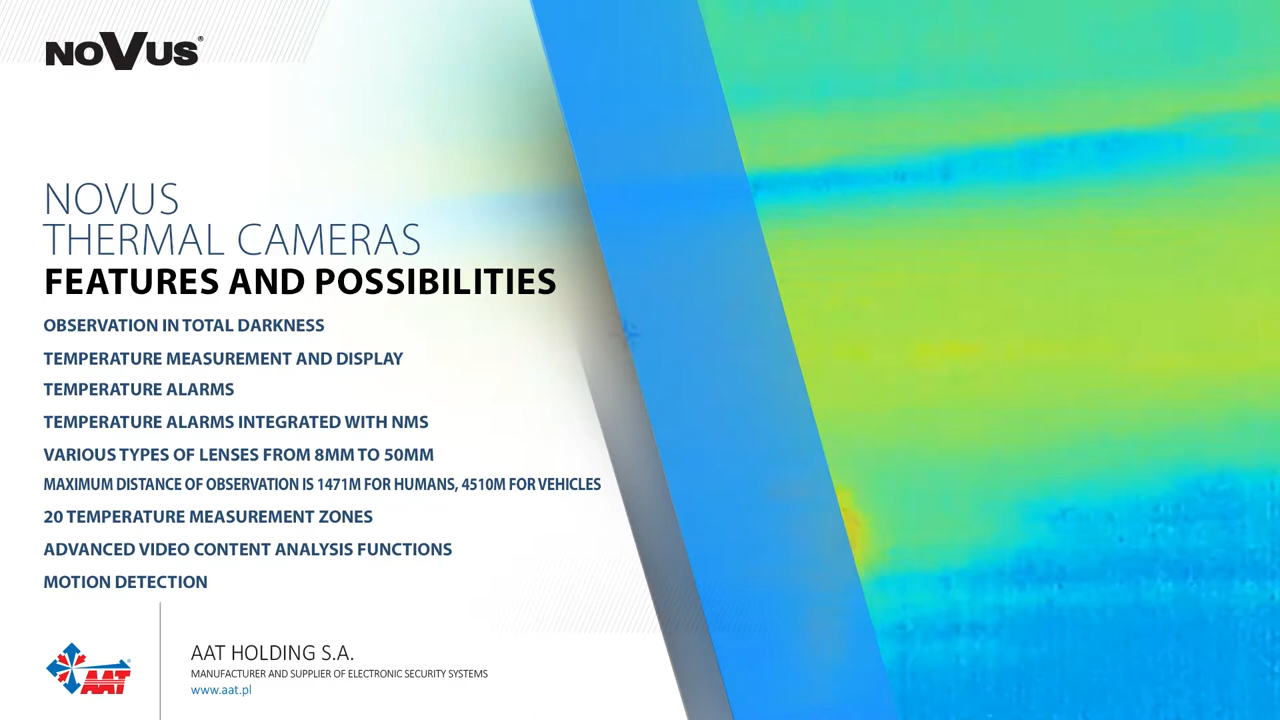 NOVUS®
NOVUS
THERMAL CAMERAS
FEATURES AND POSSIBILITIES
OBSERVATION IN TOTAL DARKNESS
TEMPERATURE MEASUREMENT AND DISPLAY
TEMPERATURE ALARMS
TEMPERATURE ALARMS INTEGRATED WITH NMS
VARIOUS TYPES OF LENSES FROM 8MM TO 50MM
MAXIMUM DISTANCE OF OBSERVATION IS 1471M FOR HUMANS, 4510M FOR VEHICLES
20 TEMPERATURE MEASUREMENT ZONES
ADVANCED VIDEO CONTENT ANALYSIS FUNCTIONS
MOTION DETECTION
AAT®
AAT HOLDING S.A.
MANUFACTURER AND SUPPLIER OF ELECTRONIC SECURITY SYSTEMS
www.aat.pl